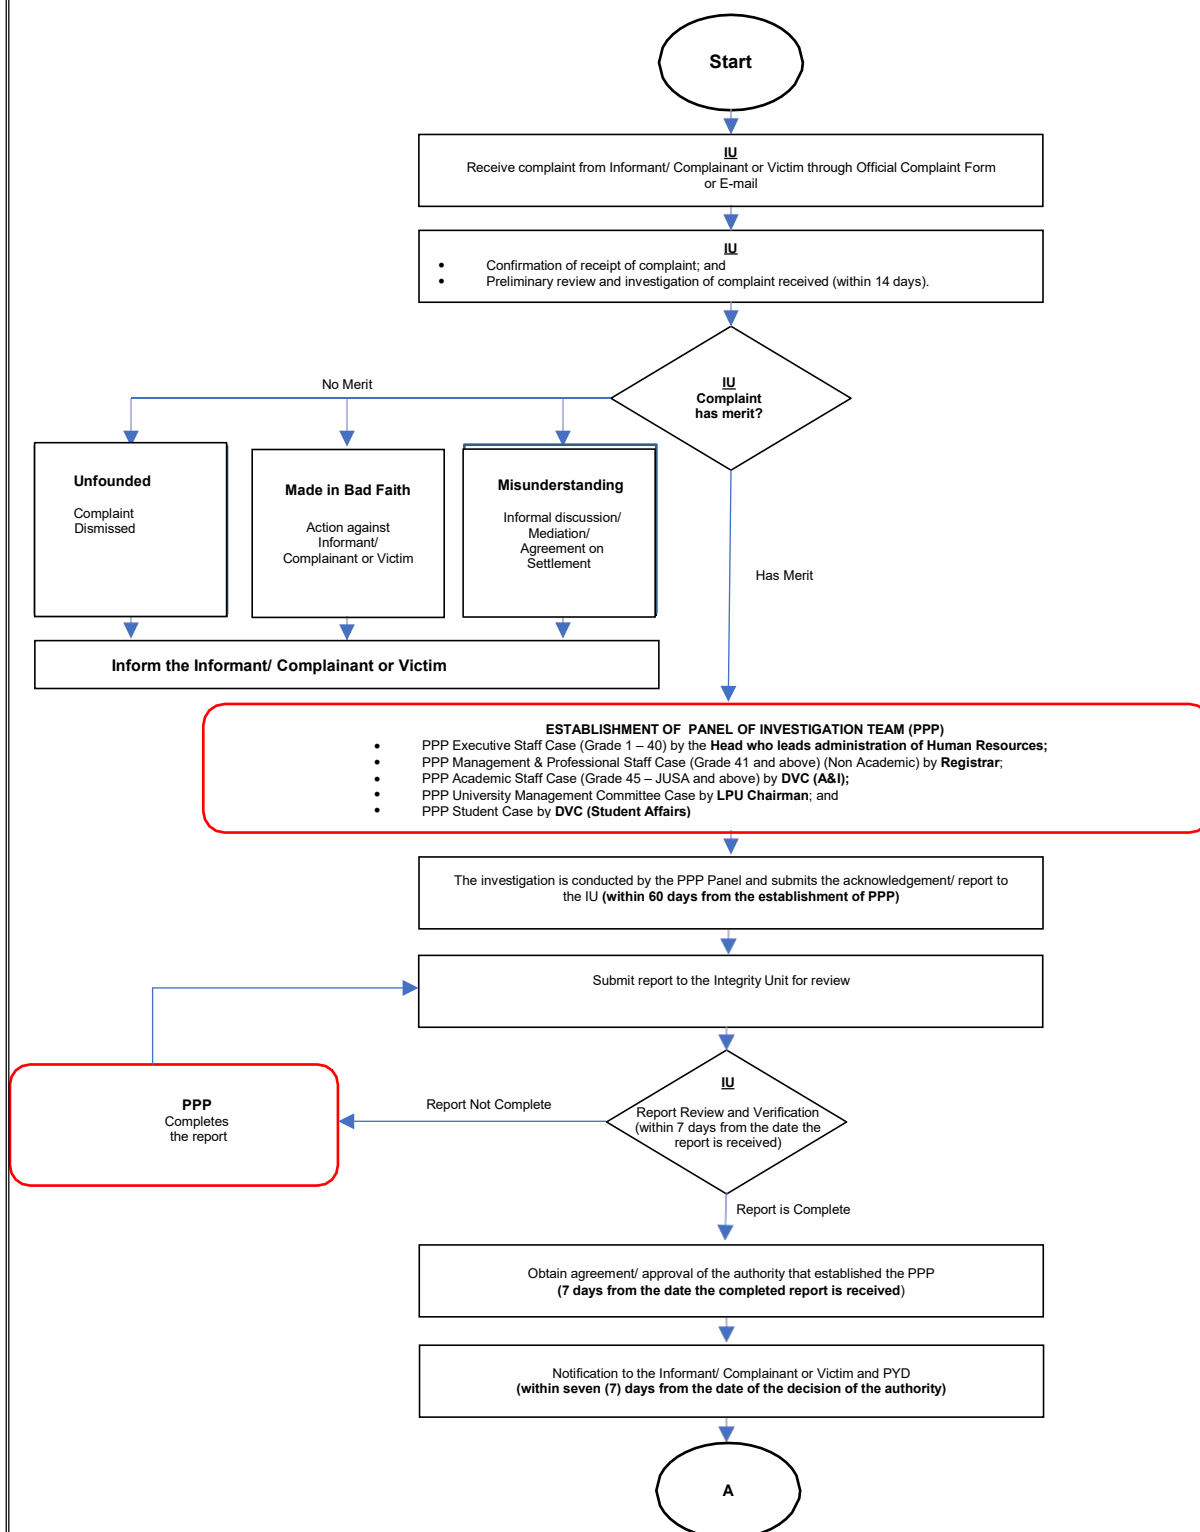 Start
IU
Receive complaint from Informant/ Complainant or Victim through Official Complaint Form
or E-mail
IU
• Confirmation of receipt of complaint; and
• Preliminary review and investigation of complaint received (within 14 days).
IU
Complaint
has merit?
No Merit
Unfounded
Complaint
Dismissed
Made in Bad Faith
Action against
Informant/
Complainant or Victim
Misunderstanding
Informal discussion/
Mediation/
Agreement on
Settlement
Has Merit
Inform the Informant/ Complainant or Victim
ESTABLISHMENT OF PANEL OF INVESTIGATION TEAM (PPP)
• PPP Executive Staff Case (Grade 1 – 40) by the Head who leads administration of Human Resources;
• PPP Management & Professional Staff Case (Grade 41 and above) (Non Academic) by Registrar;
• PPP Academic Staff Case (Grade 45 – JUSA and above) by DVC (A&I);
• PPP University Management Committee Case by LPU Chairman; and
• PPP Student Case by DVC (Student Affairs)
The investigation is conducted by the PPP Panel and submits the acknowledgement/ report to
the IU (within 60 days from the establishment of PPP)
Submit report to the Integrity Unit for review
IU
Report Review and Verification
(within 7 days from the date the
report is received)
Report Not Complete
PPP
Completes
the report
Report is Complete
Obtain agreement/ approval of the authority that established the PPP
(7 days from the date the completed report is received)
Notification to the Informant/ Complainant or Victim and PYD
(within seven (7) days from the date of the decision of the authority)
A